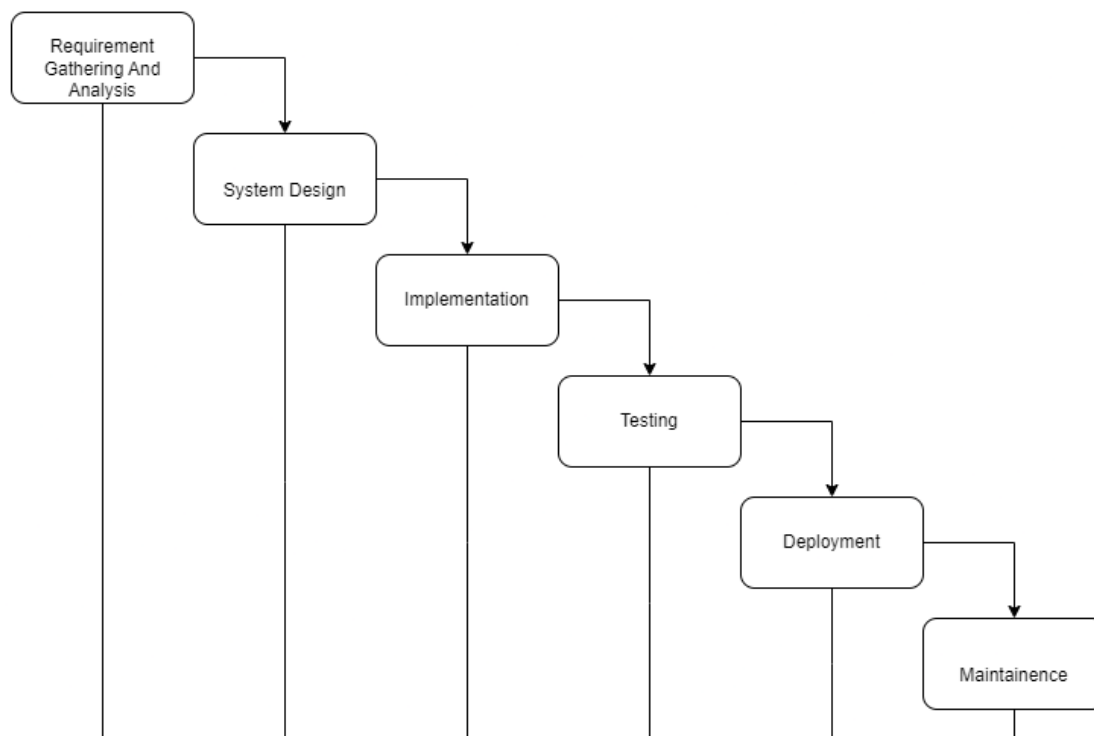 Requirement
Gathering And
Analysis
System Design
Implementation
Testing
Deployment
Maintainence